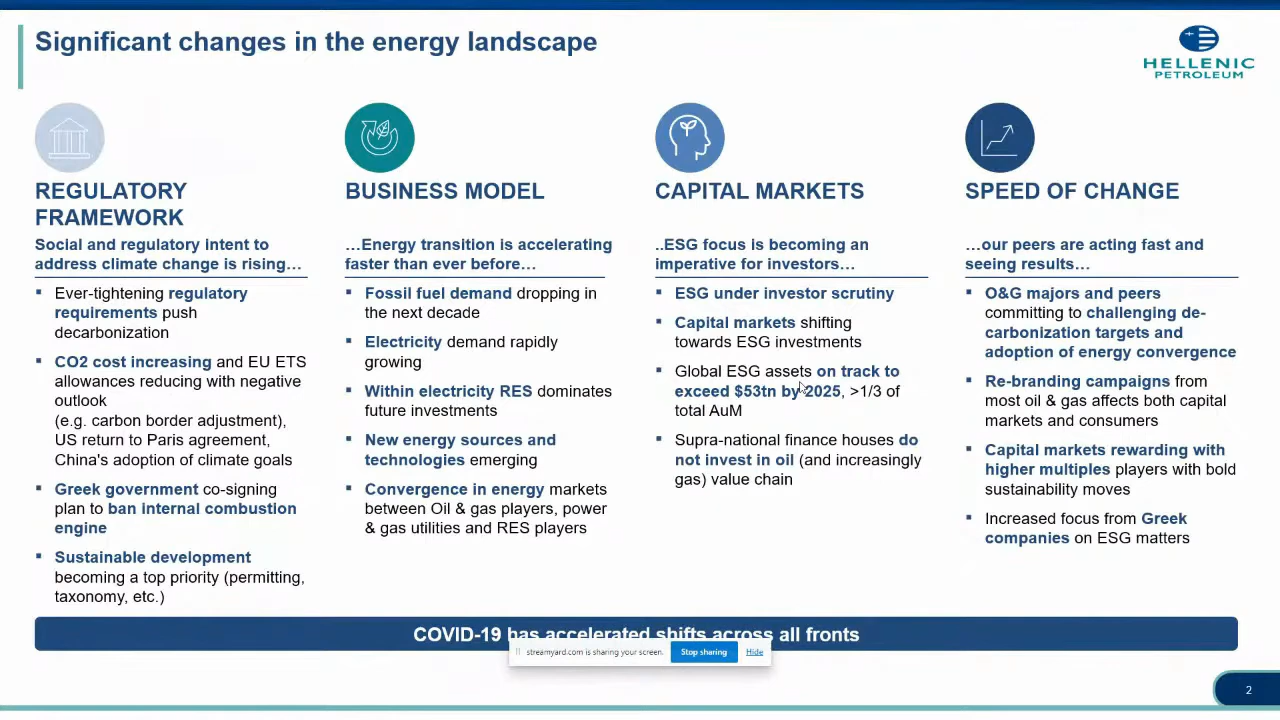 Significant changes in the energy landscape
HELLENIC
PETROLEUM
REGULATORY
FRAMEWORK
Social and regulatory intent to
address climate change is rising…
▪ Ever-tightening regulatory
requirements push
decarbonization
▪ CO2 cost increasing and EU ETS
allowances reducing with negative
outlook
(e.g. carbon border adjustment),
US return to Paris agreement,
China's adoption of climate goals
▪ Greek government co-signing
plan to ban internal combustion
engine
▪ Sustainable development
becoming a top priority (permitting,
taxonomy, etc.)
BUSINESS MODEL
…Energy transition is accelerating
faster than ever before…
▪ Fossil fuel demand dropping in
the next decade
▪ Electricity demand rapidly
growing
▪ Within electricity RES dominates
future investments
▪ New energy sources and
technologies emerging
▪ Convergence in energy markets
between Oil & gas players, power
& gas utilities and RES players
CAPITAL MARKETS
..ESG focus is becoming an
imperative for investors…
▪ ESG under investor scrutiny
▪ Capital markets shifting
towards ESG investments
▪ Global ESG assets on track to
exceed $53tn by 2025, >1/3 of
total AuM
▪ Supra-national finance houses do
not invest in oil (and increasingly
gas) value chain
SPEED OF CHANGE
…our peers are acting fast and
seeing results…
▪ O&G majors and peers
committing to challenging de-
carbonization targets and
adoption of energy convergence
▪ Re-branding campaigns from
most oil & gas affects both capital
markets and consumers
▪ Capital markets rewarding with
higher multiples players with bold
sustainability moves
▪ Increased focus from Greek
companies on ESG matters
COVID-19 has accelerated shifts across all fronts
streamyard.com is sharing your screen. Stop sharing Hide
2